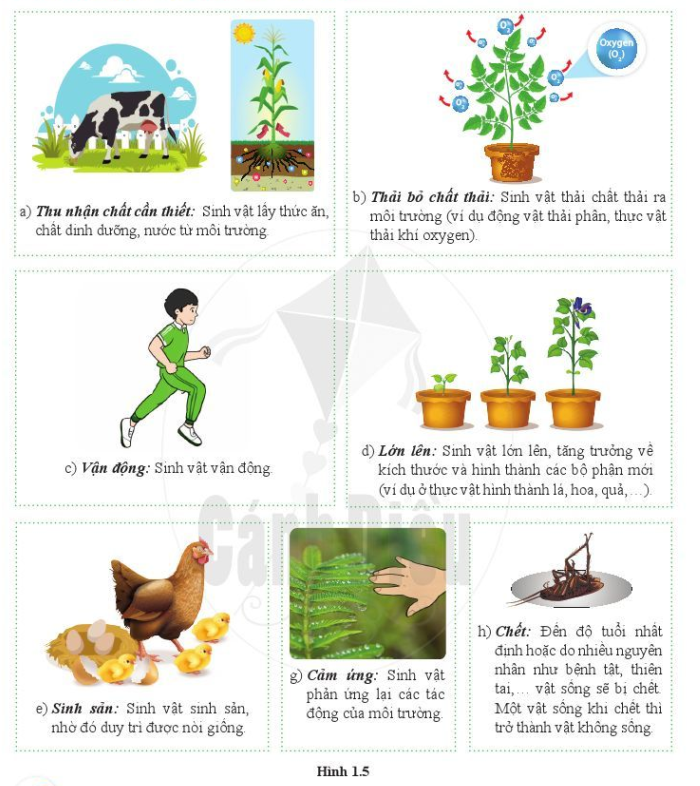 Oxygen
(O₂)
O₂
O₂
O₂
O₂
O₂
O₂
a) Thu nhận chất cần thiết: Sinh vật lấy thức ăn,
chất dinh dưỡng, nước từ môi trường.
b) Thải bỏ chất thải: Sinh vật thải chất thải ra
môi trường (ví dụ động vật thải phân, thực vật
thải khí oxygen).
c) Vận động: Sinh vật vận động.
d) Lớn lên: Sinh vật lớn lên, tăng trưởng về
kích thước và hình thành các bộ phận mới
(ví dụ ở thực vật hình thành lá, hoa, quả,…).
Cánh Diều
e) Sinh sản: Sinh vật sinh sản,
nhờ đó duy trì được nòi giống.
g) Cảm ứng: Sinh vật
phản ứng lại các tác
động của môi trường.
h) Chết: Đến độ tuổi nhất
định hoặc do nhiều nguyên
nhân như bệnh tật, thiên
tai,… vật sống sẽ bị chết.
Một vật sống khi chết thì
trở thành vật không sống.
Hình 1.5